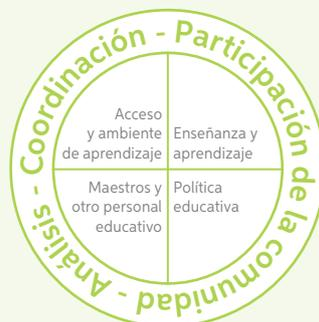 Coordinación - Participación de la comunidad - Análisis -
Acceso
y ambiente
de aprendizaje
Enseñanza y
aprendizaje
Maestros y
otro personal
educativo
Política
educativa